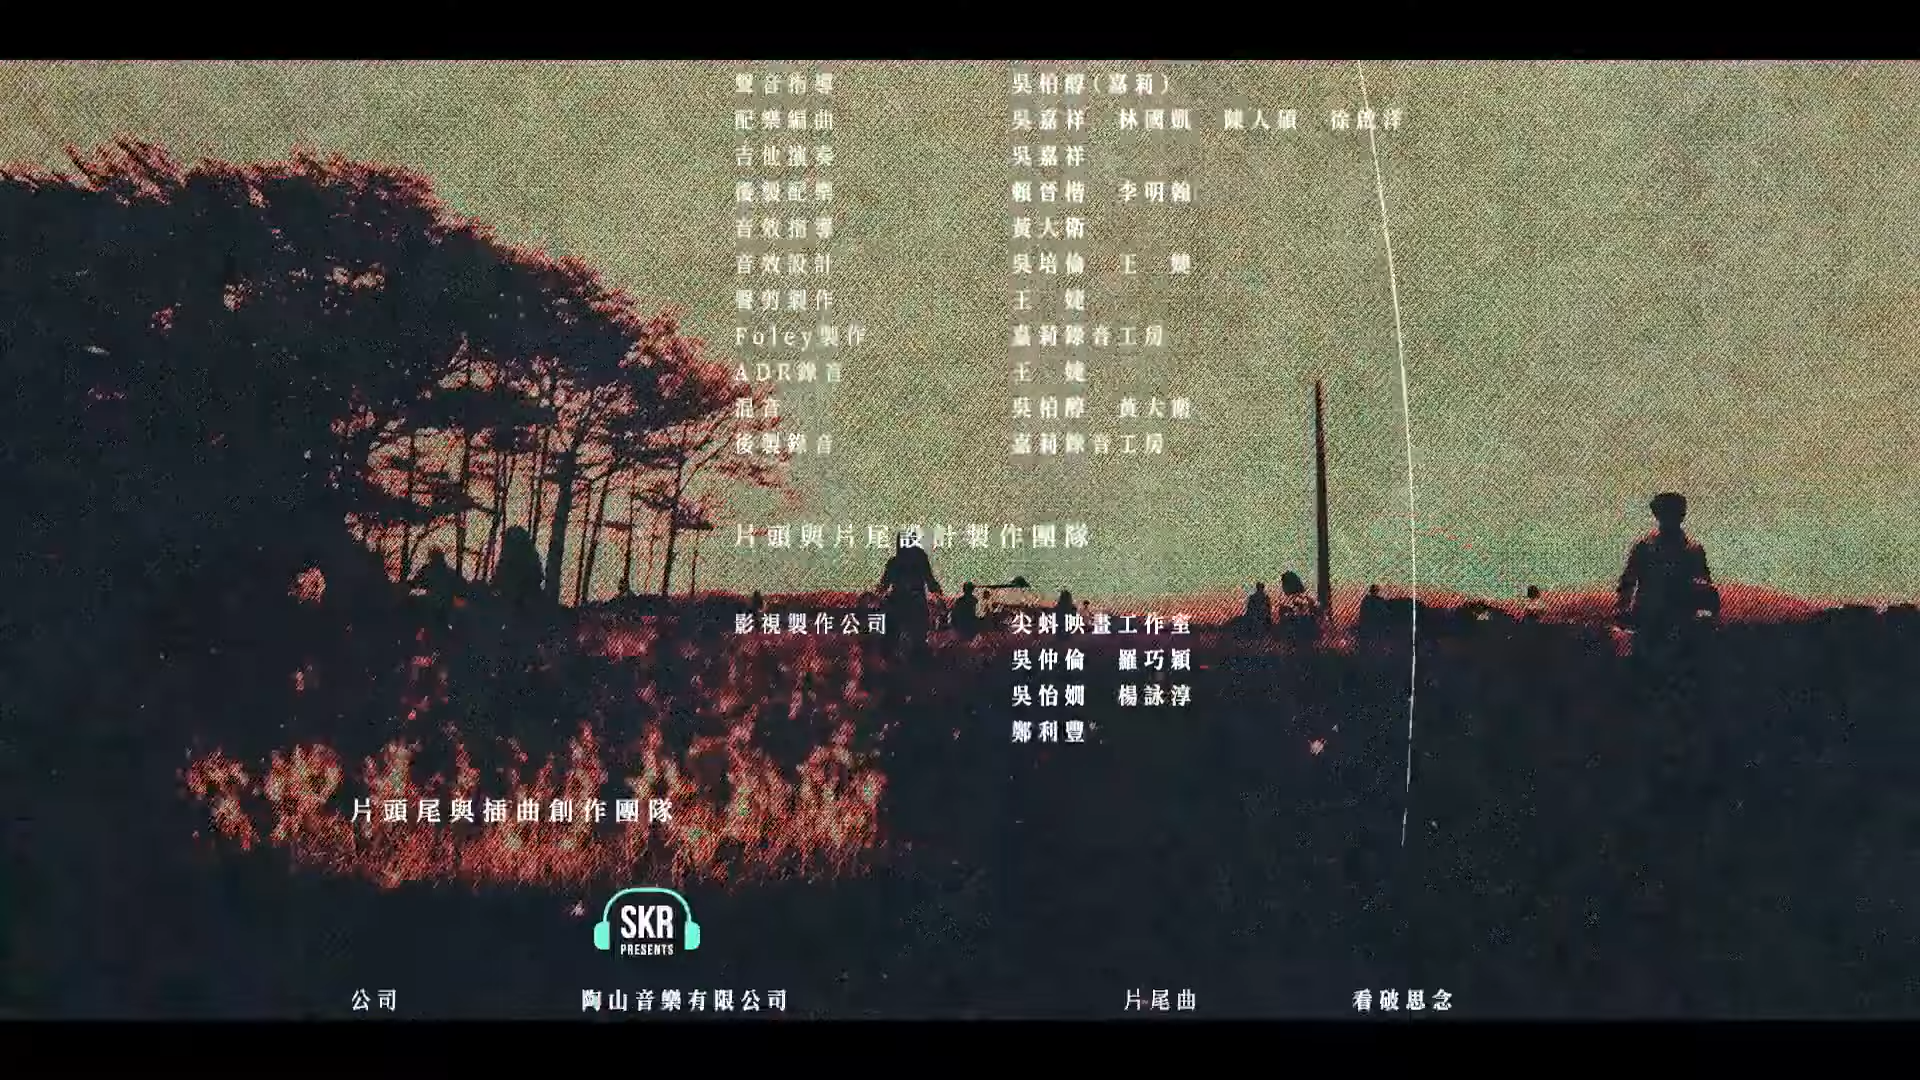 聲音指導 吳柏醇(嘉莉)
配樂編曲 吳嘉祥 林國凱 陳人碩 徐啟洋
吉他演奏 吳嘉祥
後製配樂 賴晉楷 李明翰
音效指導 黃大衛
音效設計 吳培倫 王 婕
聲剪製作 王 婕
Foley製作 嘉莉錄音工房
ADR錄音 王 婕
混音 吳柏醇 黃大衛
後製錄音 嘉莉錄音工房
片頭與片尾設計製作團隊
影視製作公司 尖蚪映畫工作室
吳仲倫 羅巧穎
吳怡嫺 楊詠淳
鄭利豐
片頭尾與插曲創作團隊
SKR
PRESENTS
公司 陶山音樂有限公司 片尾曲 看破思念